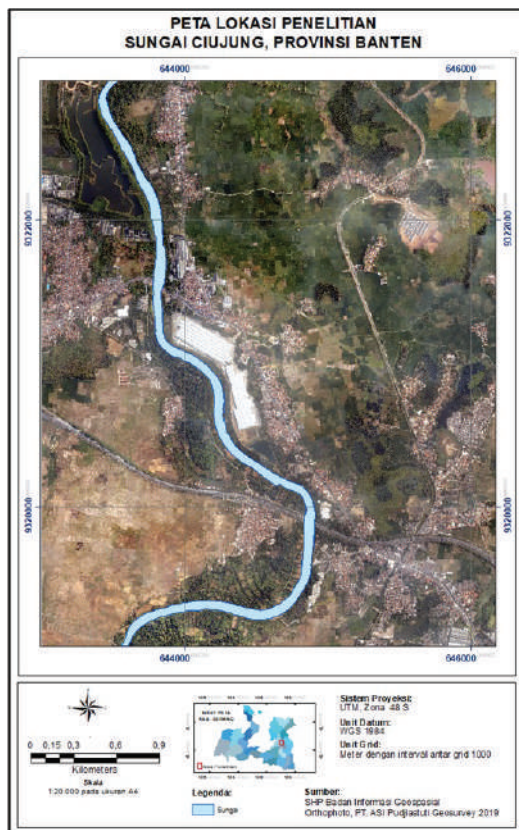 PETA LOKASI PENELITIAN
SUNGAI CIUJUNG, PROVINSI BANTEN
644000
646000
9322000
9322000
9320000
9320000
644000
646000
0 0,15 0,3 0,6 0,9
Kilometers
Skala
1:20 000 pada ukuran A4
Legenda:
Sungai
Sistem Proyeksi:
UTM, Zona 48 S
Unit Datum:
WGS 1984
Unit Grid:
Meter dengan interval antar grid 1000
Sumber:
SHP Badan Informasi Geospasial
Orthophoto, PT. ASI Pudjiastuti Geosurvey 2019